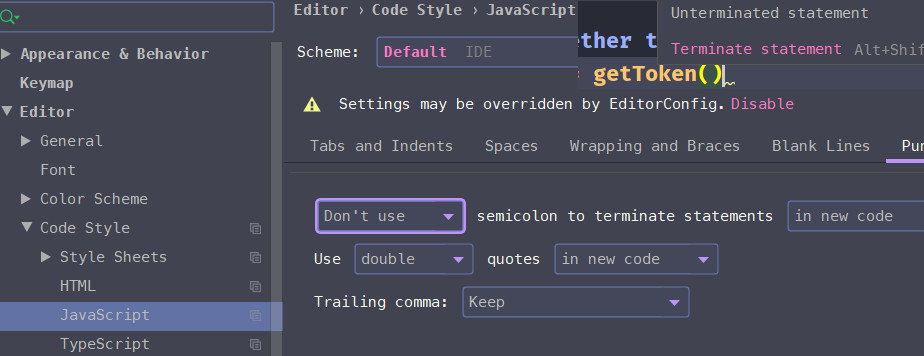 Editor › Code Style › JavaScript
Unterminated statement
Appearance & Behavior
Scheme: Default IDE
ther t
Terminate statement Alt+Shif
getToken()
Keymap
Settings may be overridden by EditorConfig. Disable
Editor
General
Tabs and Indents Spaces Wrapping and Braces Blank Lines Pun
Font
Color Scheme
Don't use semicolon to terminate statements in new code
Code Style
Style Sheets
Use double quotes in new code
HTML
Trailing comma: Keep
JavaScript
TypeScript